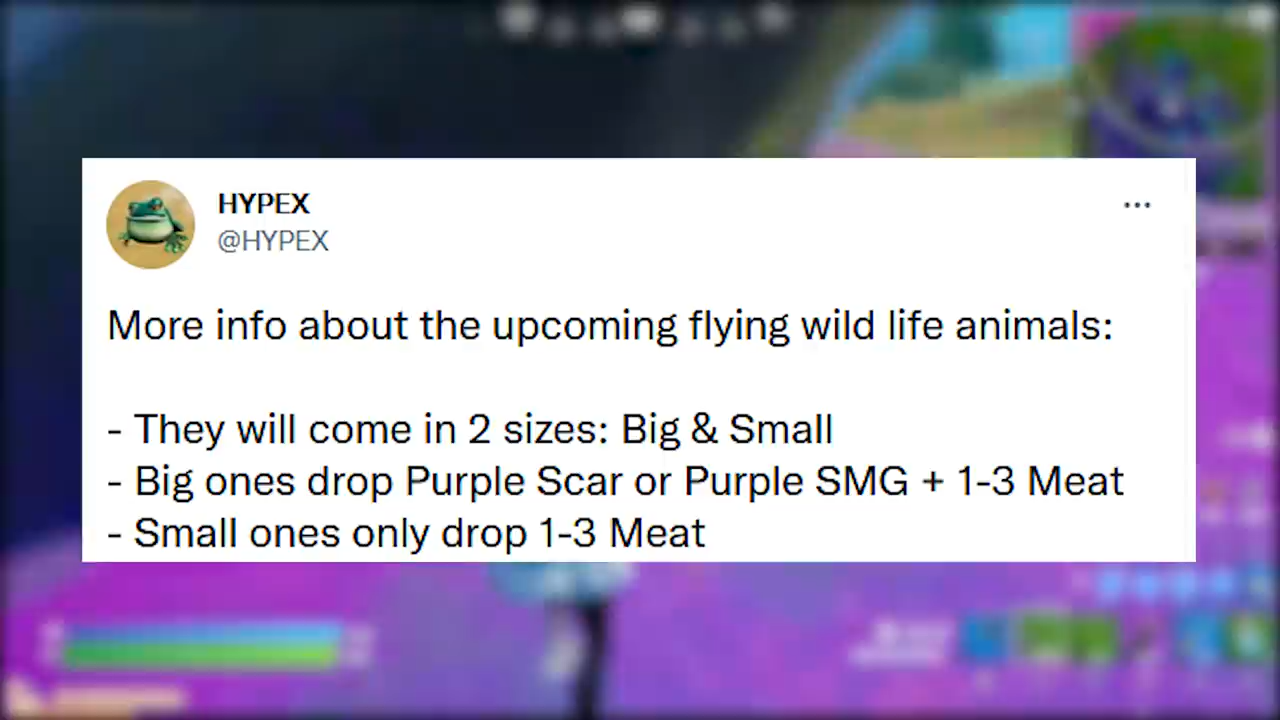 HYPEX
@HYPEX
More info about the upcoming flying wild life animals:
- They will come in 2 sizes: Big & Small
- Big ones drop Purple Scar or Purple SMG + 1-3 Meat
- Small ones only drop 1-3 Meat